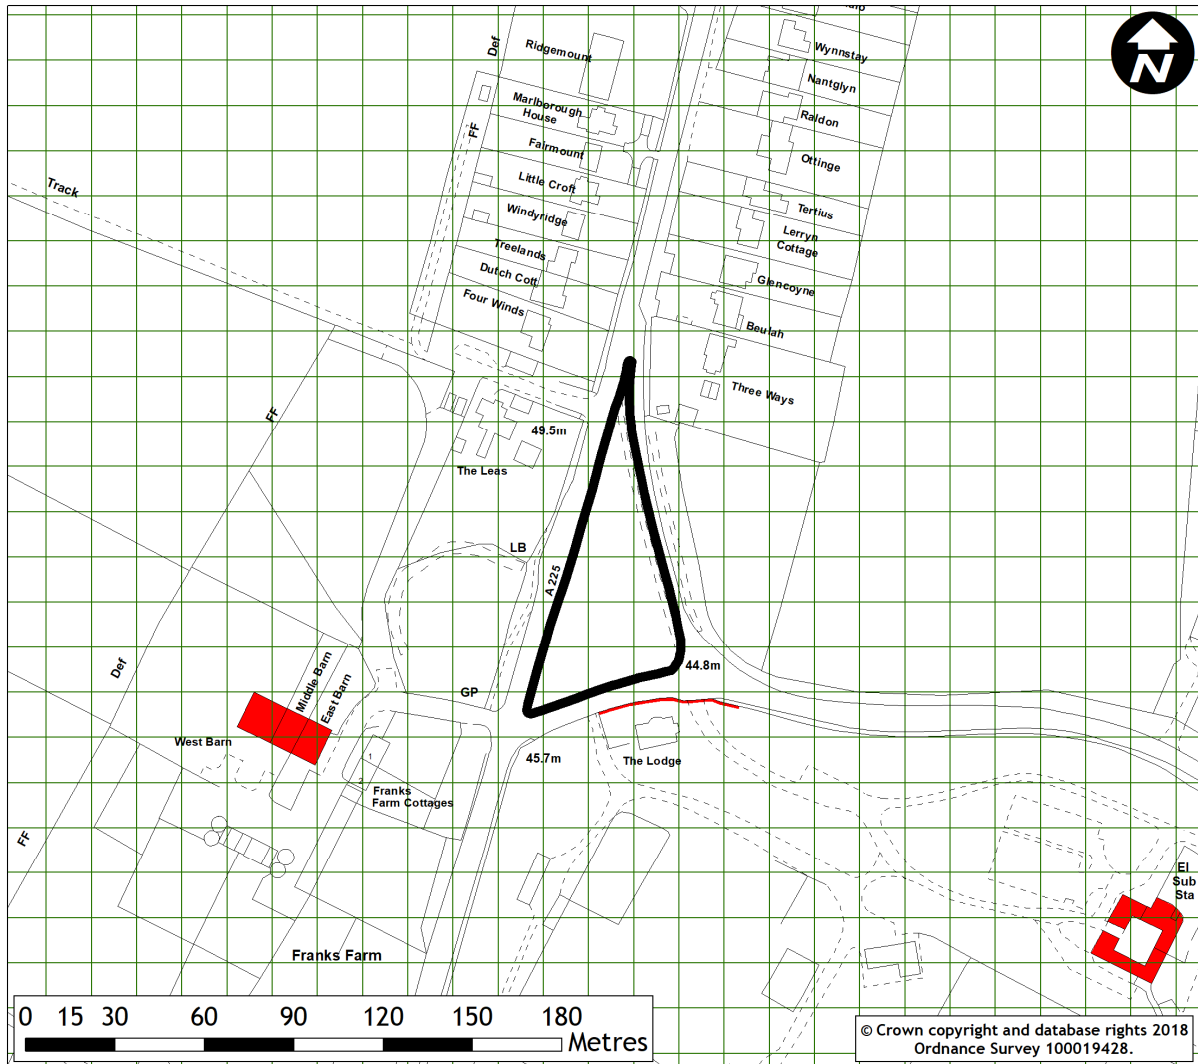 Wynnstay
Def
Ridgemount
N
Nantglyn
Marlborough
House
Raldon
FF
Fairmount
Ottinge
Track
Little Croft
Windyridge
Tertius
Lerryn
Cottage
Treelands
Dutch Cott
Glencoyne
Four Winds
Beulah
Three Ways
FF
49.5m
The Leas
LB
A 225
Def
Middle Barn
East Barn
44.8m
GP
West Barn
45.7m
The Lodge
1
2
Franks
Farm Cottages
FF
El
Sub
Sta
Franks Farm
0 15 30 60 90 120 150 180
Metres
© Crown copyright and database rights 2018
Ordnance Survey 100019428.